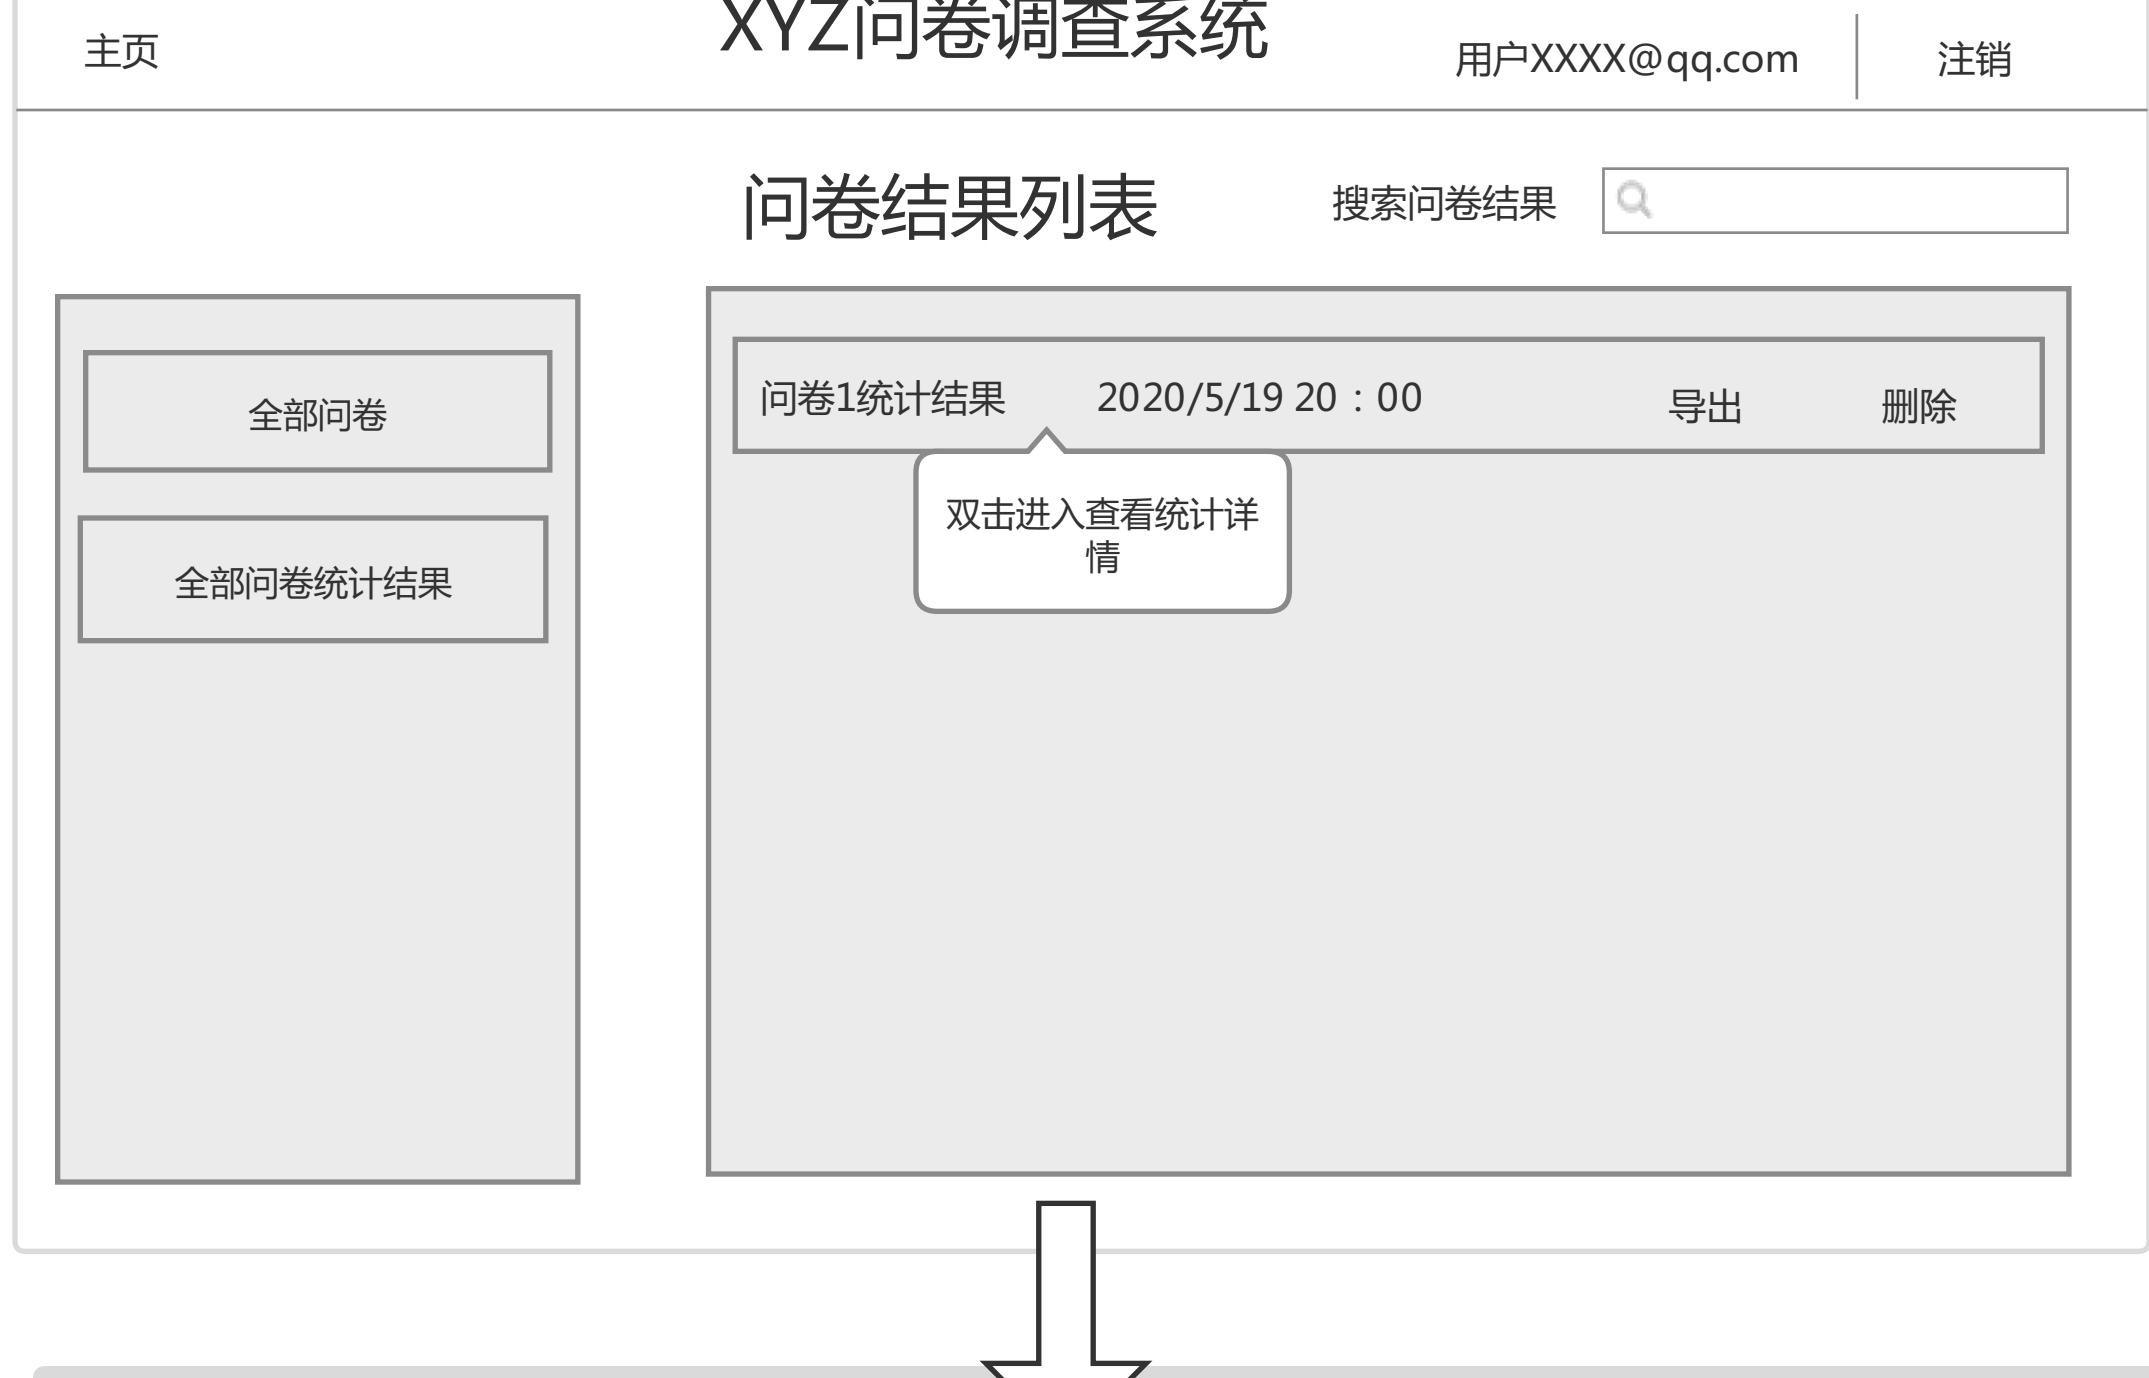 XYZ问卷调查系统
主页
用户XXXX@qq.com
注销
问卷结果列表
搜索问卷结果
全部问卷
全部问卷统计结果
问卷1统计结果 2020/5/19 20：00 导出 删除
双击进入查看统计详
情